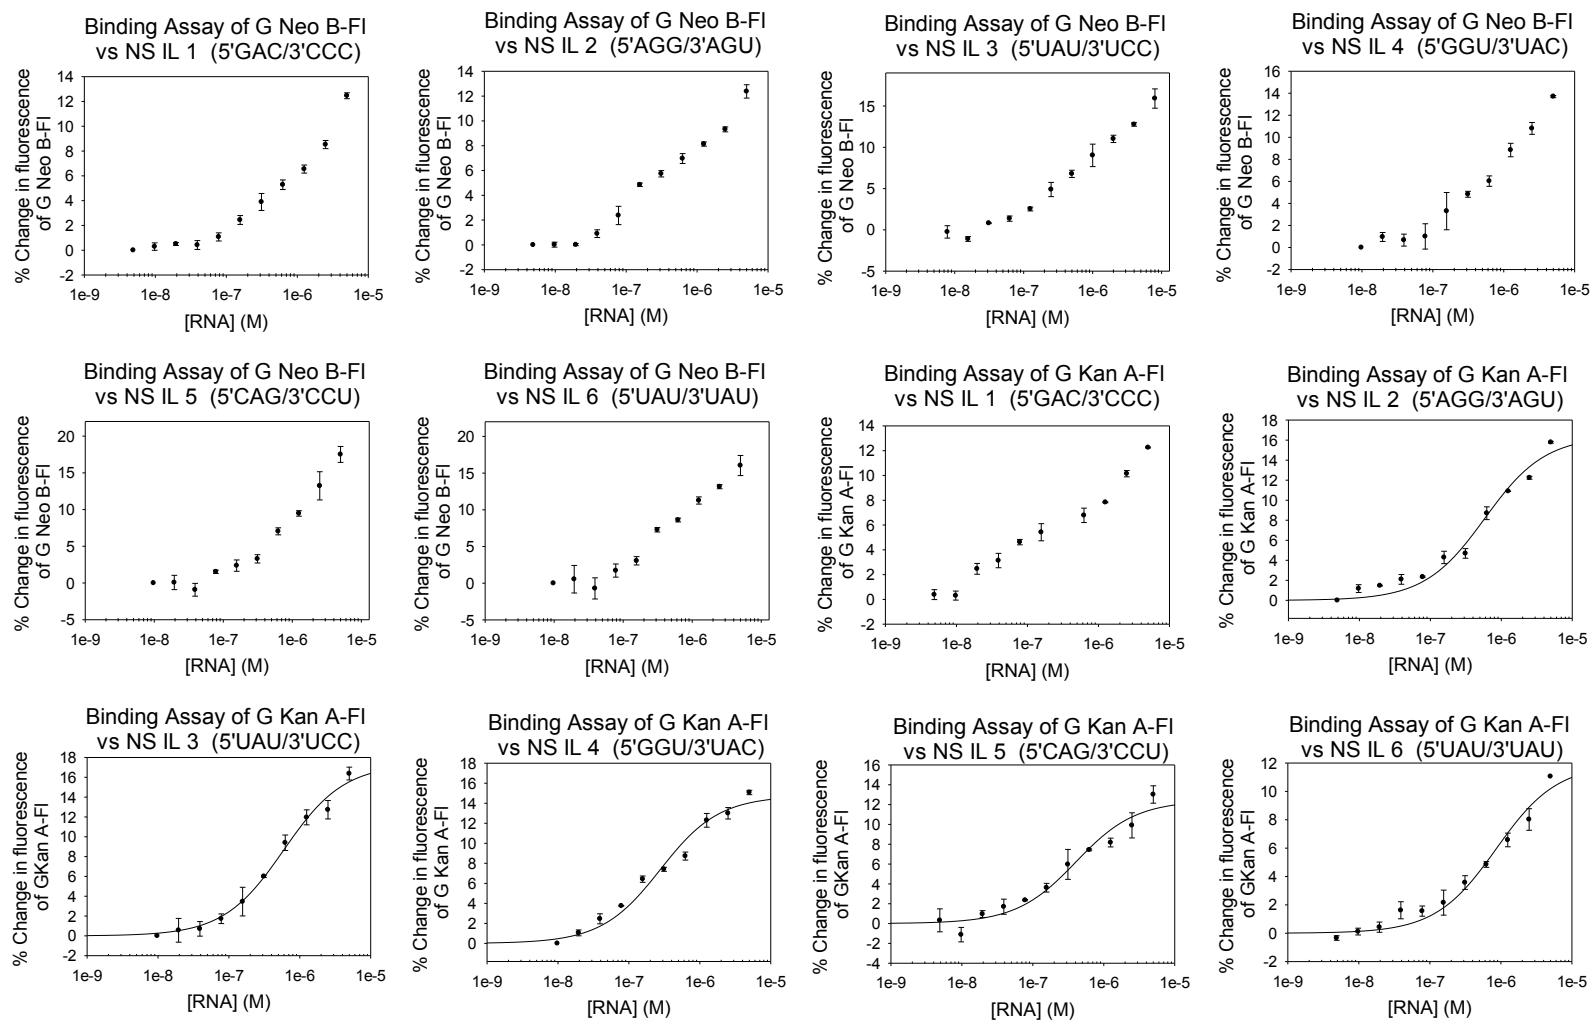 Binding Assay of G Neo B-Fl
vs NS IL 1 (5'GAC/3'CCC)
% Change in fluorescence
of G Neo B-Fl
14
12
10
8
6
4
2
0
-2
1e-9 1e-8 1e-7 1e-6 1e-5
[RNA] (M)
Binding Assay of G Neo B-Fl
vs NS IL 2 (5'AGG/3'AGU)
% Change in fluorescence
of G Neo B-Fl
14
12
10
8
6
4
2
0
-2
1e-9 1e-8 1e-7 1e-6 1e-5
[RNA] (M)
Binding Assay of G Neo B-Fl
vs NS IL 3 (5'UAU/3'UCC)
% Change in fluorescence
of G Neo B-Fl
15
10
5
0
-5
1e-9 1e-8 1e-7 1e-6 1e-5
[RNA] (M)
Binding Assay of G Neo B-Fl
vs NS IL 4 (5'GGU/3'UAC)
% Change in fluorescence
of G Neo B-Fl
16
14
12
10
8
6
4
2
0
-2
1e-9 1e-8 1e-7 1e-6 1e-5
[RNA] (M)
Binding Assay of G Neo B-Fl
vs NS IL 5 (5'CAG/3'CCU)
% Change in fluorescence
of G Neo B-Fl
20
15
10
5
0
-5
1e-9 1e-8 1e-7 1e-6 1e-5
[RNA] (M)
Binding Assay of G Neo B-Fl
vs NS IL 6 (5'UAU/3'UAU)
% Change in fluorescence
of G Neo B-Fl
20
15
10
5
0
-5
1e-9 1e-8 1e-7 1e-6 1e-5
[RNA] (M)
Binding Assay of G Kan A-Fl
vs NS IL 1 (5'GAC/3'CCC)
% Change in fluorescence
of G Kan A-Fl
14
12
10
8
6
4
2
0
-2
1e-9 1e-8 1e-7 1e-6 1e-5
[RNA] (M)
Binding Assay of G Kan A-Fl
vs NS IL 2 (5'AGG/3'AGU)
% Change in fluorescence
of G Kan A-Fl
18
16
14
12
10
8
6
4
2
0
1e-9 1e-8 1e-7 1e-6 1e-5
[RNA] (M)
Binding Assay of G Kan A-Fl
vs NS IL 3 (5'UAU/3'UCC)
% Change in fluorescence
of GKan A-Fl
18
16
14
12
10
8
6
4
2
0
-2
1e-9 1e-8 1e-7 1e-6 1e-5
[RNA] (M)
Binding Assay of G Kan A-Fl
vs NS IL 4 (5'GGU/3'UAC)
% Change in fluorescence
of G Kan A-Fl
18
16
14
12
10
8
6
4
2
0
1e-9 1e-8 1e-7 1e-6 1e-5
[RNA] (M)
Binding Assay of G Kan A-Fl
vs NS IL 5 (5'CAG/3'CCU)
% Change in fluorescence
of GKan A-Fl
16
14
12
10
8
6
4
2
0
-2
-4
1e-9 1e-8 1e-7 1e-6 1e-5
[RNA] (M)
Binding Assay of G Kan A-Fl
vs NS IL 6 (5'UAU/3'UAU)
% Change in fluorescence
of GKan A-Fl
12
10
8
6
4
2
0
-2
1e-9 1e-8 1e-7 1e-6 1e-5
[RNA] (M)